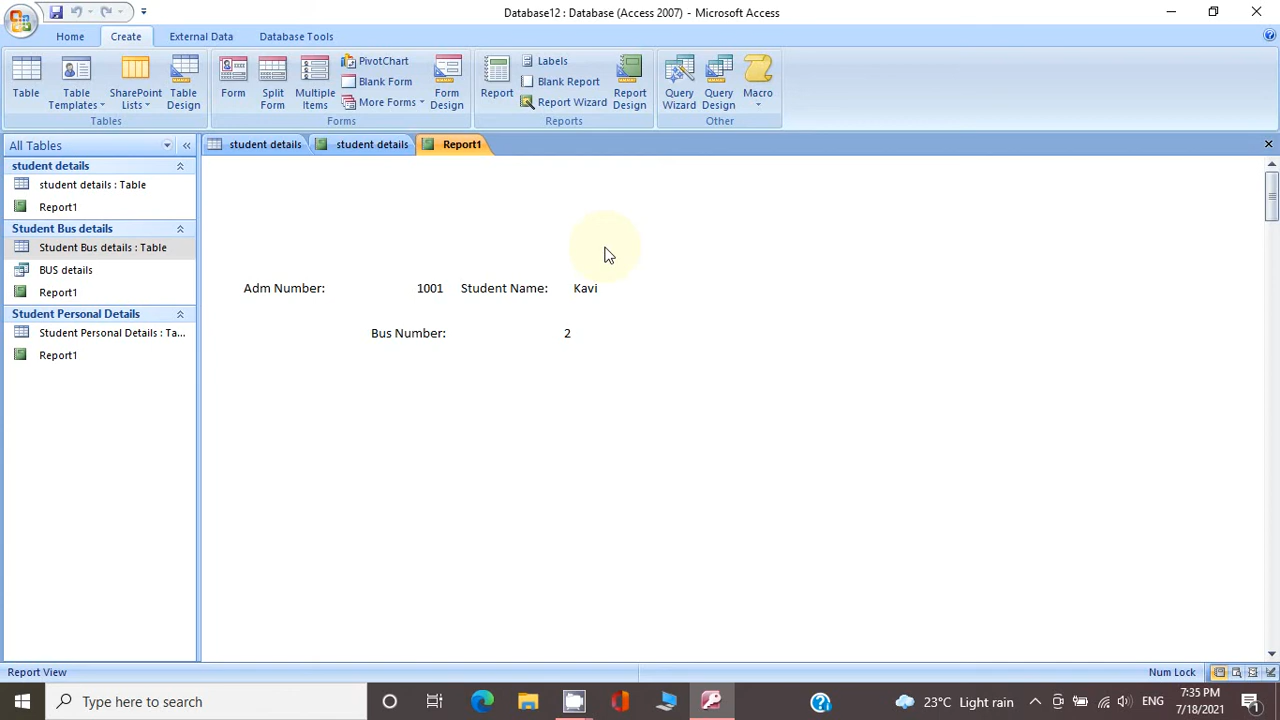 Database12 : Database (Access 2007) - Microsoft Access
Home Create External Data Database Tools
Table
Table Templates
SharePoint Lists
Table Design
Tables
Form
Split Form
Multiple Items
PivotChart
Blank Form
More Forms
Form Design
Forms
Report
Labels
Blank Report
Report Wizard
Report Design
Reports
Query Wizard
Query Design
Macro
Other
All Tables
student details
student details : Table
Report1
Student Bus details
Student Bus details : Table
BUS details
Report1
Student Personal Details
Student Personal Details : Ta...
Report1
student details student details Report1
Adm Number: 1001 Student Name: Kavi
Bus Number: 2
Report View Num Lock
Type here to search
23°C Light rain
ENG
7:35 PM
7/18/2021
1